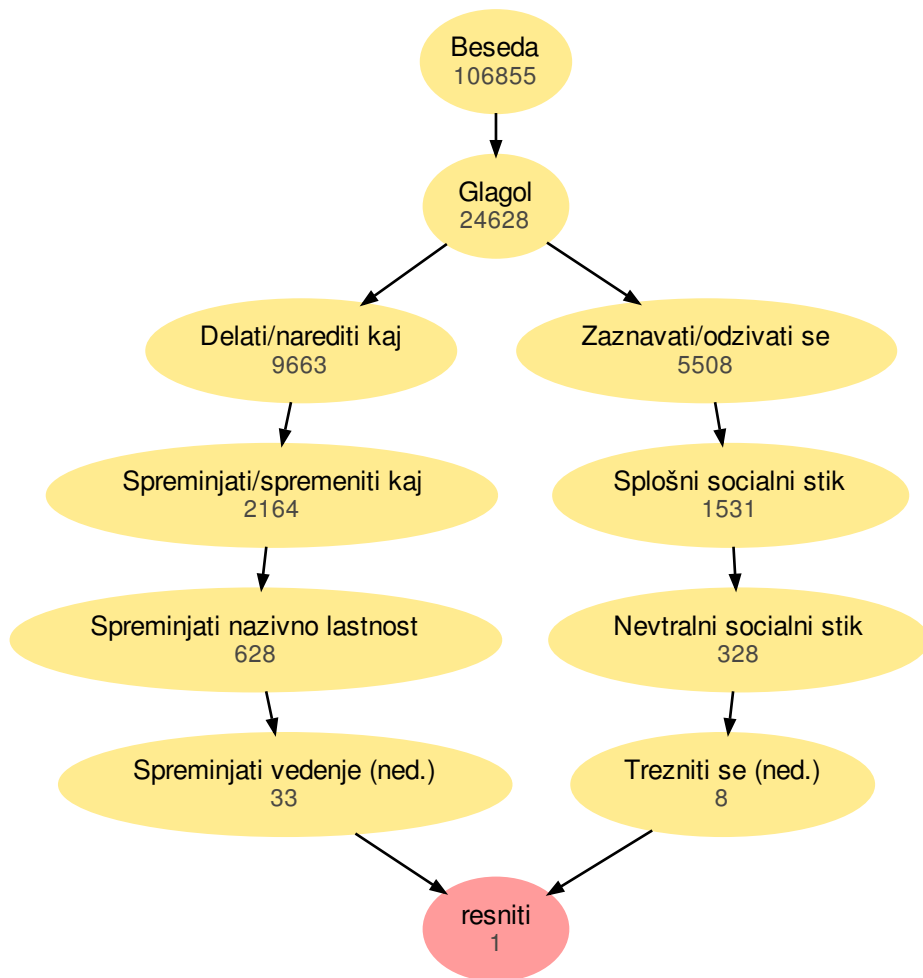 Beseda
106855
Glagol
24628
Delati/narediti kaj
9663
Zaznavati/odzivati se
5508
Spreminjati/spremeniti kaj
2164
Splošni socialni stik
1531
Spreminjati nazivno lastnost
628
Nevtralni socialni stik
328
Spreminjati vedenje (ned.)
33
Trezniti se (ned.)
8
resniti
1